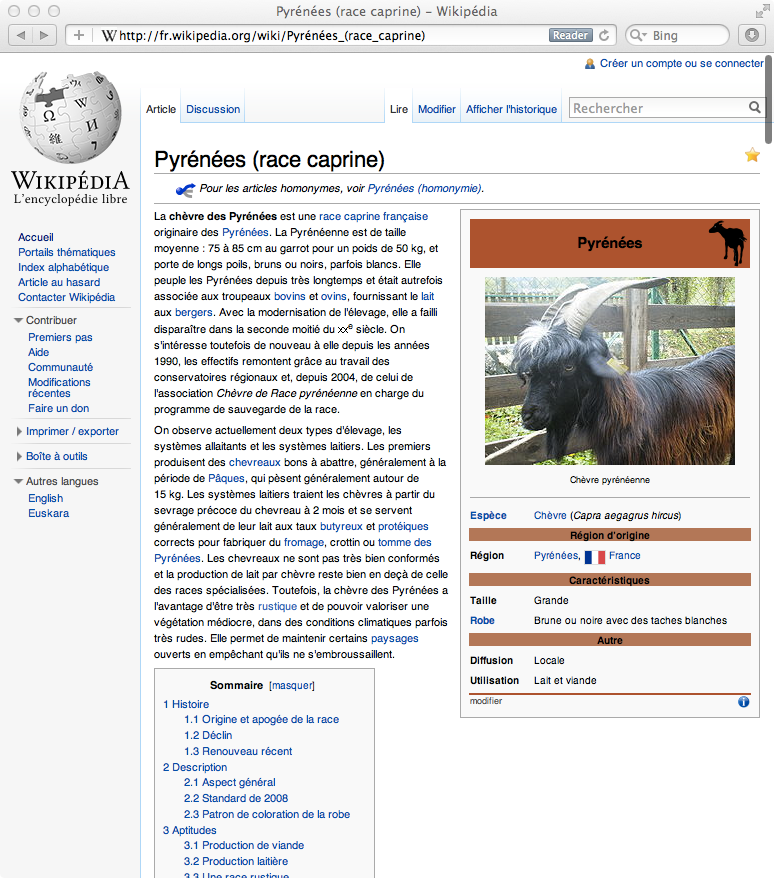 Pyrénées (race caprine) – Wikipédia
W http://fr.wikipedia.org/wiki/Pyrénées_(race_caprine)
Reader
Bing
Créer un compte ou se connecter
Article
Discussion
Lire
Modifier
Afficher l'historique
Rechercher
WIKIPÉDIA
L'encyclopédie libre
Accueil
Portails thématiques
Index alphabétique
Article au hasard
Contacter Wikipédia
Contribuer
Premiers pas
Aide
Communauté
Modifications
récentes
Faire un don
Imprimer / exporter
Boîte à outils
Autres langues
English
Euskara
Pyrénées (race caprine)
Pour les articles homonymes, voir Pyrénées (homonymie).
La chèvre des Pyrénées est une race caprine française
originaire des Pyrénées. La Pyrénéenne est de taille
moyenne : 75 à 85 cm au garrot pour un poids de 50 kg, et
porte de longs poils, bruns ou noirs, parfois blancs. Elle
peuple les Pyrénées depuis très longtemps et était autrefois
associée aux troupeaux bovins et ovins, fournissant le lait
aux bergers. Avec la modernisation de l'élevage, elle a failli
disparaître dans la seconde moitié du XXe siècle. On
s'intéresse toutefois de nouveau à elle depuis les années
1990, les effectifs remontent grâce au travail des
conservatoires régionaux et, depuis 2004, de celui de
l'association Chèvre de Race pyrénéenne en charge du
programme de sauvegarde de la race.
On observe actuellement deux types d'élevage, les
systèmes allaitants et les systèmes laitiers. Les premiers
produisent des chevreaux bons à abattre, généralement à la
période de Pâques, qui pèsent généralement autour de
15 kg. Les systèmes laitiers traient les chèvres à partir du
sevrage précoce du chevreau à 2 mois et se servent
généralement de leur lait aux taux butyreux et protéiques
corrects pour fabriquer du fromage, crottin ou tomme des
Pyrénées. Les chevreaux ne sont pas très bien conformés
et la production de lait par chèvre reste bien en deçà de celle
des races spécialisées. Toutefois, la chèvre des Pyrénées a
l'avantage d'être très rustique et de pouvoir valoriser une
végétation médiocre, dans des conditions climatiques parfois
très rudes. Elle permet de maintenir certains paysages
ouverts en empêchant qu'ils ne s'embroussaillent.
Pyrénées
Chèvre pyrénéenne
Espèce Chèvre (Capra aegagrus hircus)
Région d'origine
Région Pyrénées, France
Caractéristiques
Taille Grande
Robe Brune ou noire avec des taches blanches
Autre
Diffusion Locale
Utilisation Lait et viande
modifier
Sommaire [masquer]
1 Histoire
1.1 Origine et apogée de la race
1.2 Déclin
1.3 Renouveau récent
2 Description
2.1 Aspect général
2.2 Standard de 2008
2.3 Patron de coloration de la robe
3 Aptitudes
3.1 Production de viande
3.2 Production laitière
3.3 Une race rustique